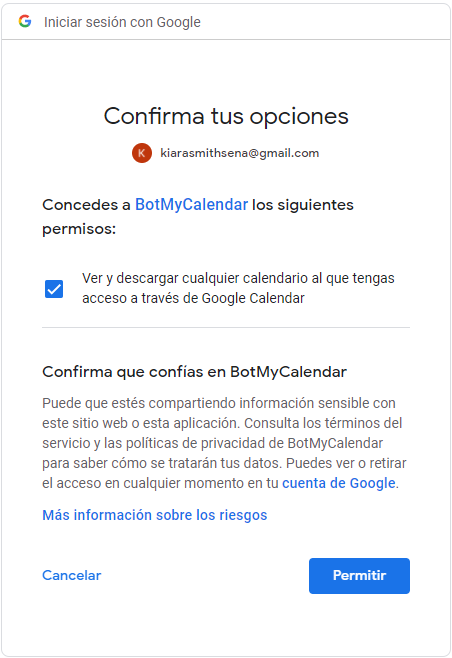 Iniciar sesión con Google
Confirma tus opciones
K
kiarasmithsena@gmail.com
Concedes a BotMyCalendar los siguientes
permisos:
Ver y descargar cualquier calendario al que tengas
acceso a través de Google Calendar
Confirma que confías en BotMyCalendar
Puede que estés compartiendo información sensible con
este sitio web o esta aplicación. Consulta los términos del
servicio y las políticas de privacidad de BotMyCalendar
para saber cómo se tratarán tus datos. Puedes ver o retirar
el acceso en cualquier momento en tu cuenta de Google.
Más información sobre los riesgos
Cancelar
Permitir